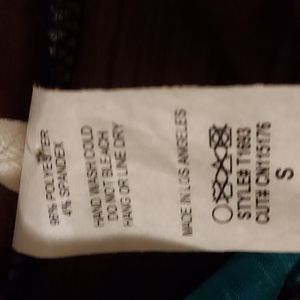 96% POLYESTER
4% SPANDEX
HAND WASH COLD
DO NOT BLEACH
HANG OR LINE DRY
MADE IN LOS ANGELES
STYLE# T1693
CUT# CN115176
S